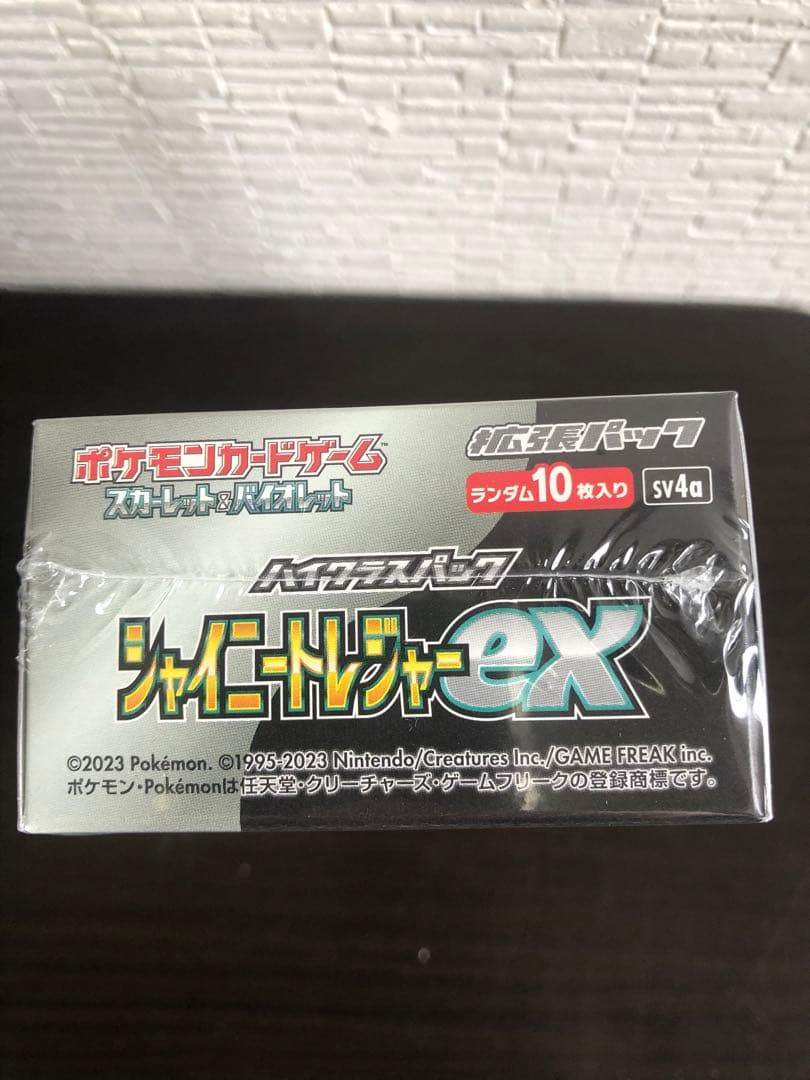 ポケモンカードゲーム™
スカーレット&バイオレット
拡張パック
ランダム10枚入り
SV4a
ハイクラスパック
シャイニートレジャーex
©2023 Pokémon. ©1995-2023 Nintendo/Creatures Inc./GAME FREAK inc.
ポケモン・Pokémonは任天堂・クリーチャーズ・ゲームフリークの登録商標です。